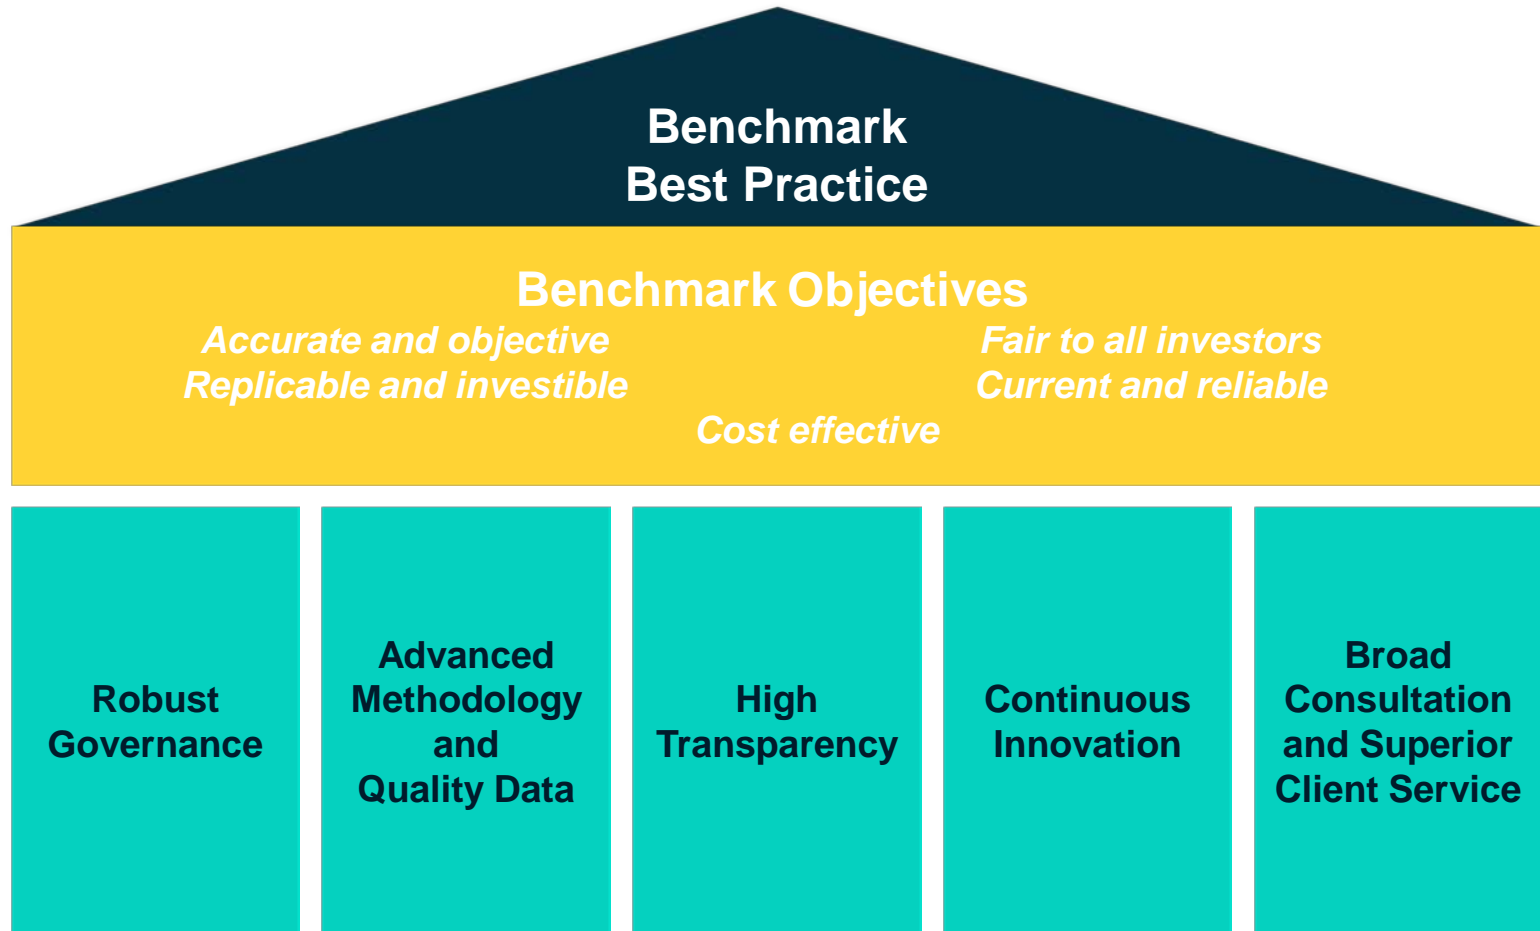 Benchmark
Best Practice
Benchmark Objectives
Accurate and objective
Fair to all investors
Replicable and investible
Current and reliable
Cost effective
Robust
Governance
Advanced
Methodology
and
Quality Data
High
Transparency
Continuous
Innovation
Broad
Consultation
and Superior
Client Service